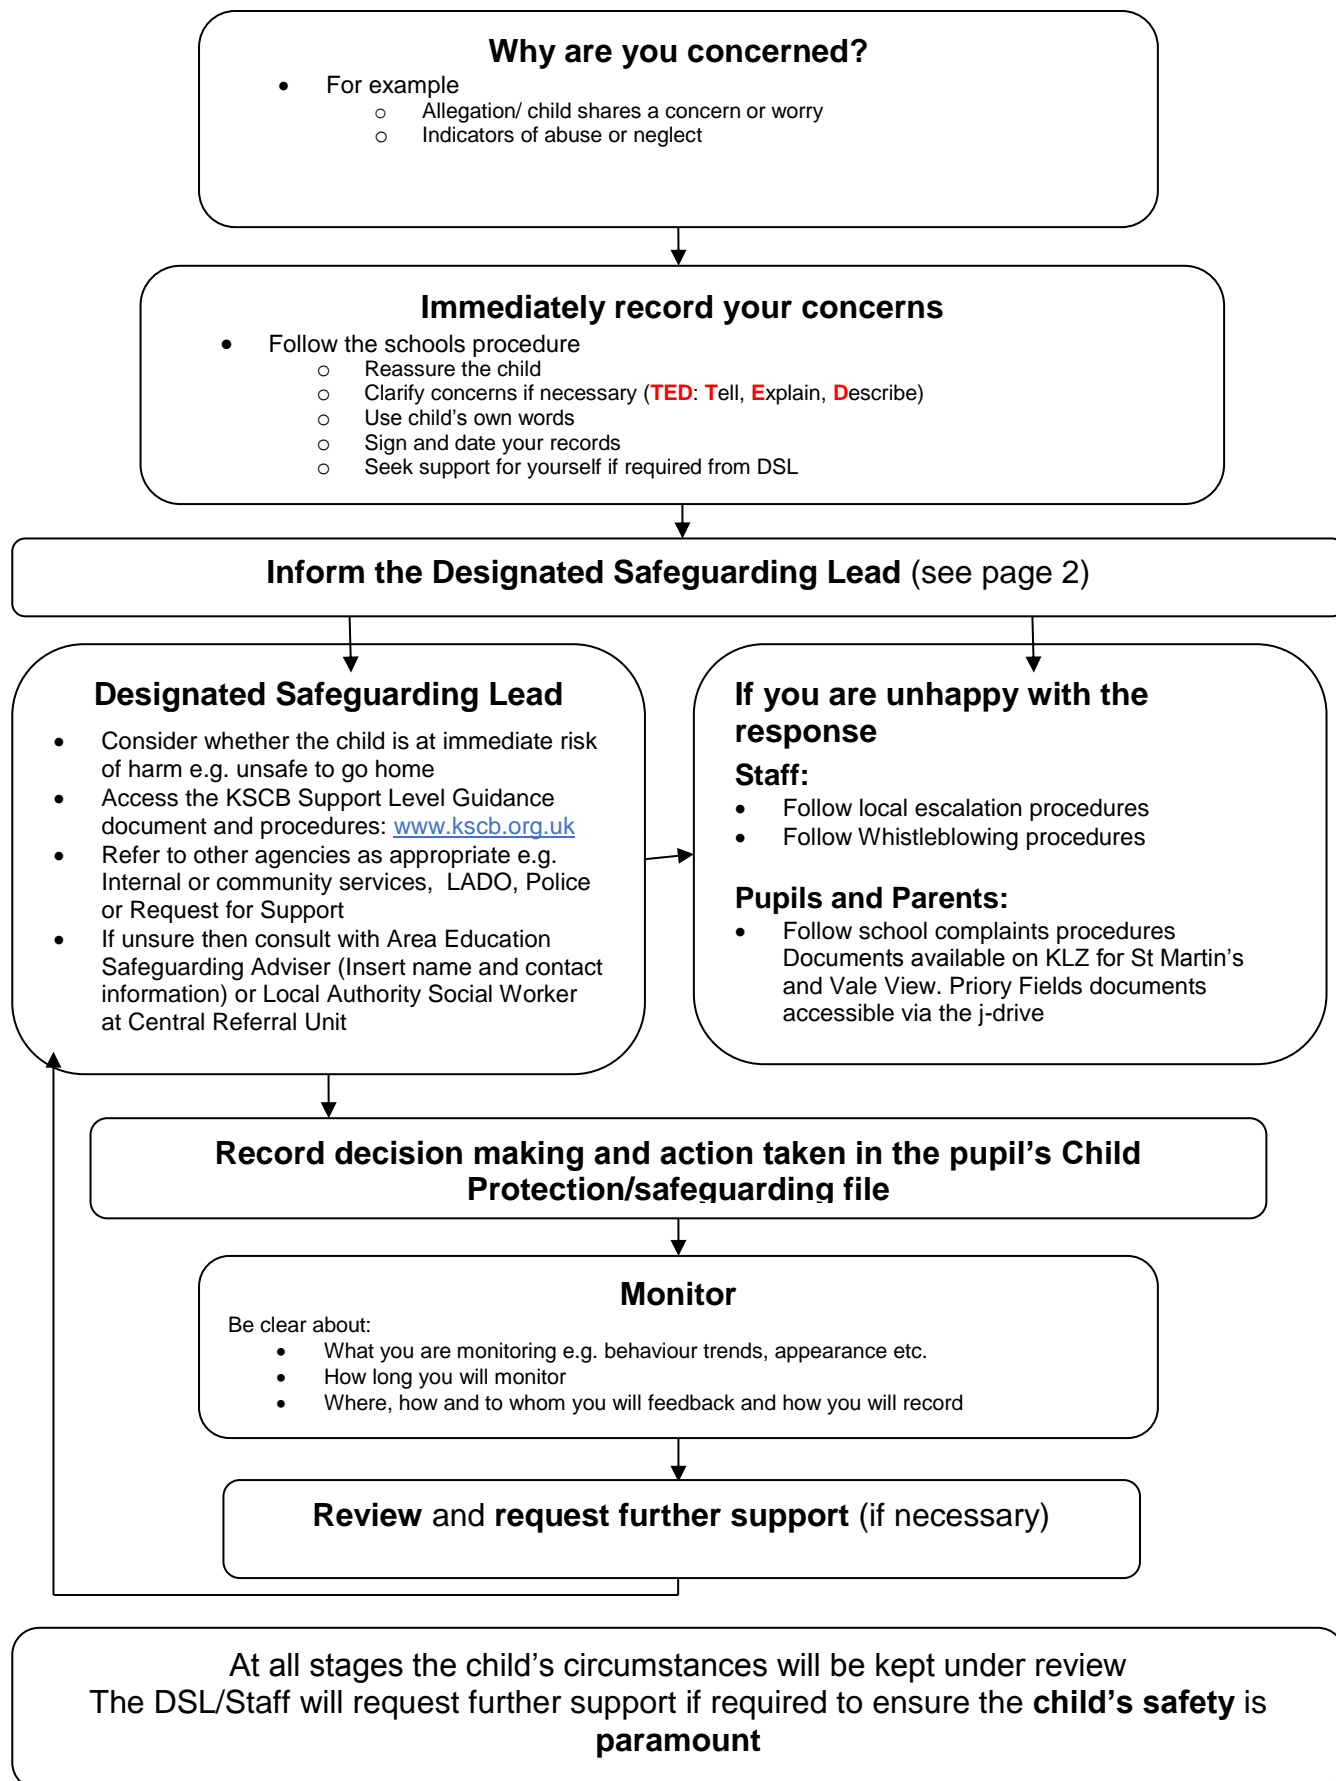 Why are you concerned?
• For example
o Allegation/ child shares a concern or worry
o Indicators of abuse or neglect
Immediately record your concerns
• Follow the schools procedure
o Reassure the child
o Clarify concerns if necessary (TED: Tell, Explain, Describe)
o Use child’s own words
o Sign and date your records
o Seek support for yourself if required from DSL
Inform the Designated Safeguarding Lead (see page 2)
Designated Safeguarding Lead
• Consider whether the child is at immediate risk
of harm e.g. unsafe to go home
• Access the KSCB Support Level Guidance
document and procedures: www.kscb.org.uk
• Refer to other agencies as appropriate e.g.
Internal or community services, LADO, Police
or Request for Support
• If unsure then consult with Area Education
Safeguarding Adviser (Insert name and contact
information) or Local Authority Social Worker
at Central Referral Unit
If you are unhappy with the
response
Staff:
• Follow local escalation procedures
• Follow Whistleblowing procedures
Pupils and Parents:
• Follow school complaints procedures
Documents available on KLZ for St Martin’s
and Vale View. Priory Fields documents
accessible via the j-drive
Record decision making and action taken in the pupil’s Child
Protection/safeguarding file
Monitor
Be clear about:
• What you are monitoring e.g. behaviour trends, appearance etc.
• How long you will monitor
• Where, how and to whom you will feedback and how you will record
Review and request further support (if necessary)
At all stages the child’s circumstances will be kept under review
The DSL/Staff will request further support if required to ensure the child’s safety is
paramount